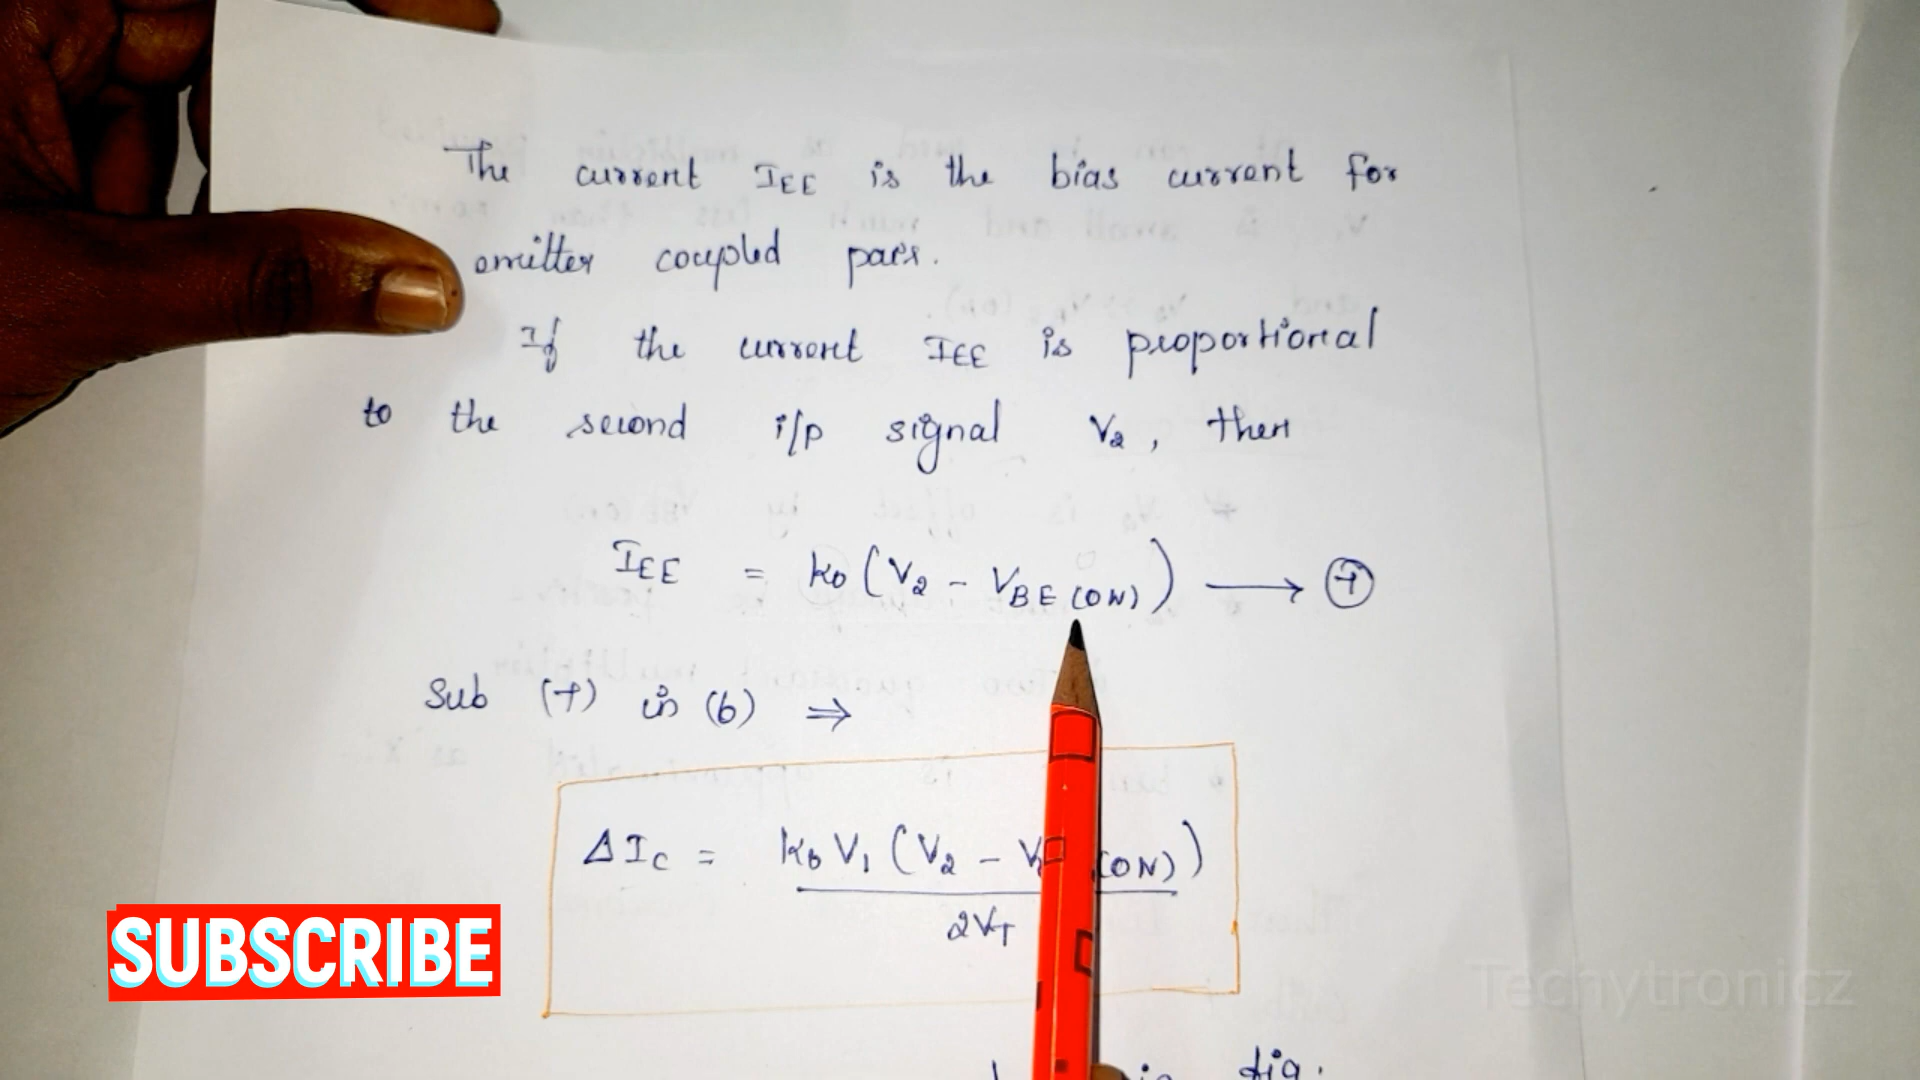 The current IEE is the bias current for
emitter coupled pair.
If the current IEE is proportional
to the second i/p signal V2, then
IEE = K0 (V2 - VBE (ON)) → (7)
Sub (7) in (6) ⇒
ΔIC = K0 V1 (V2 - V (ON))
2VT
SUBSCRIBE
Techytronicz
dig.